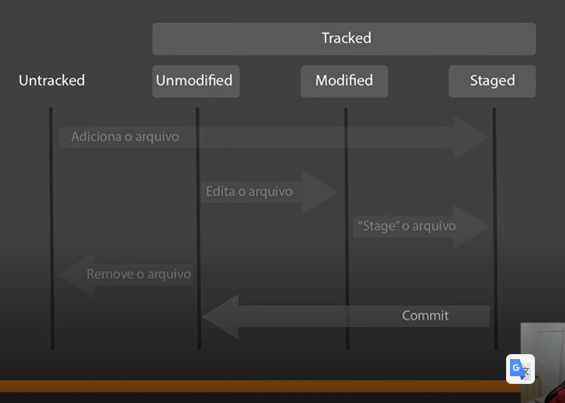 Tracked
Untracked Unmodified Modified Staged
Adiciona o arquivo
Edita o arquivo
“Stage” o arquivo
Remove o arquivo
Commit
G